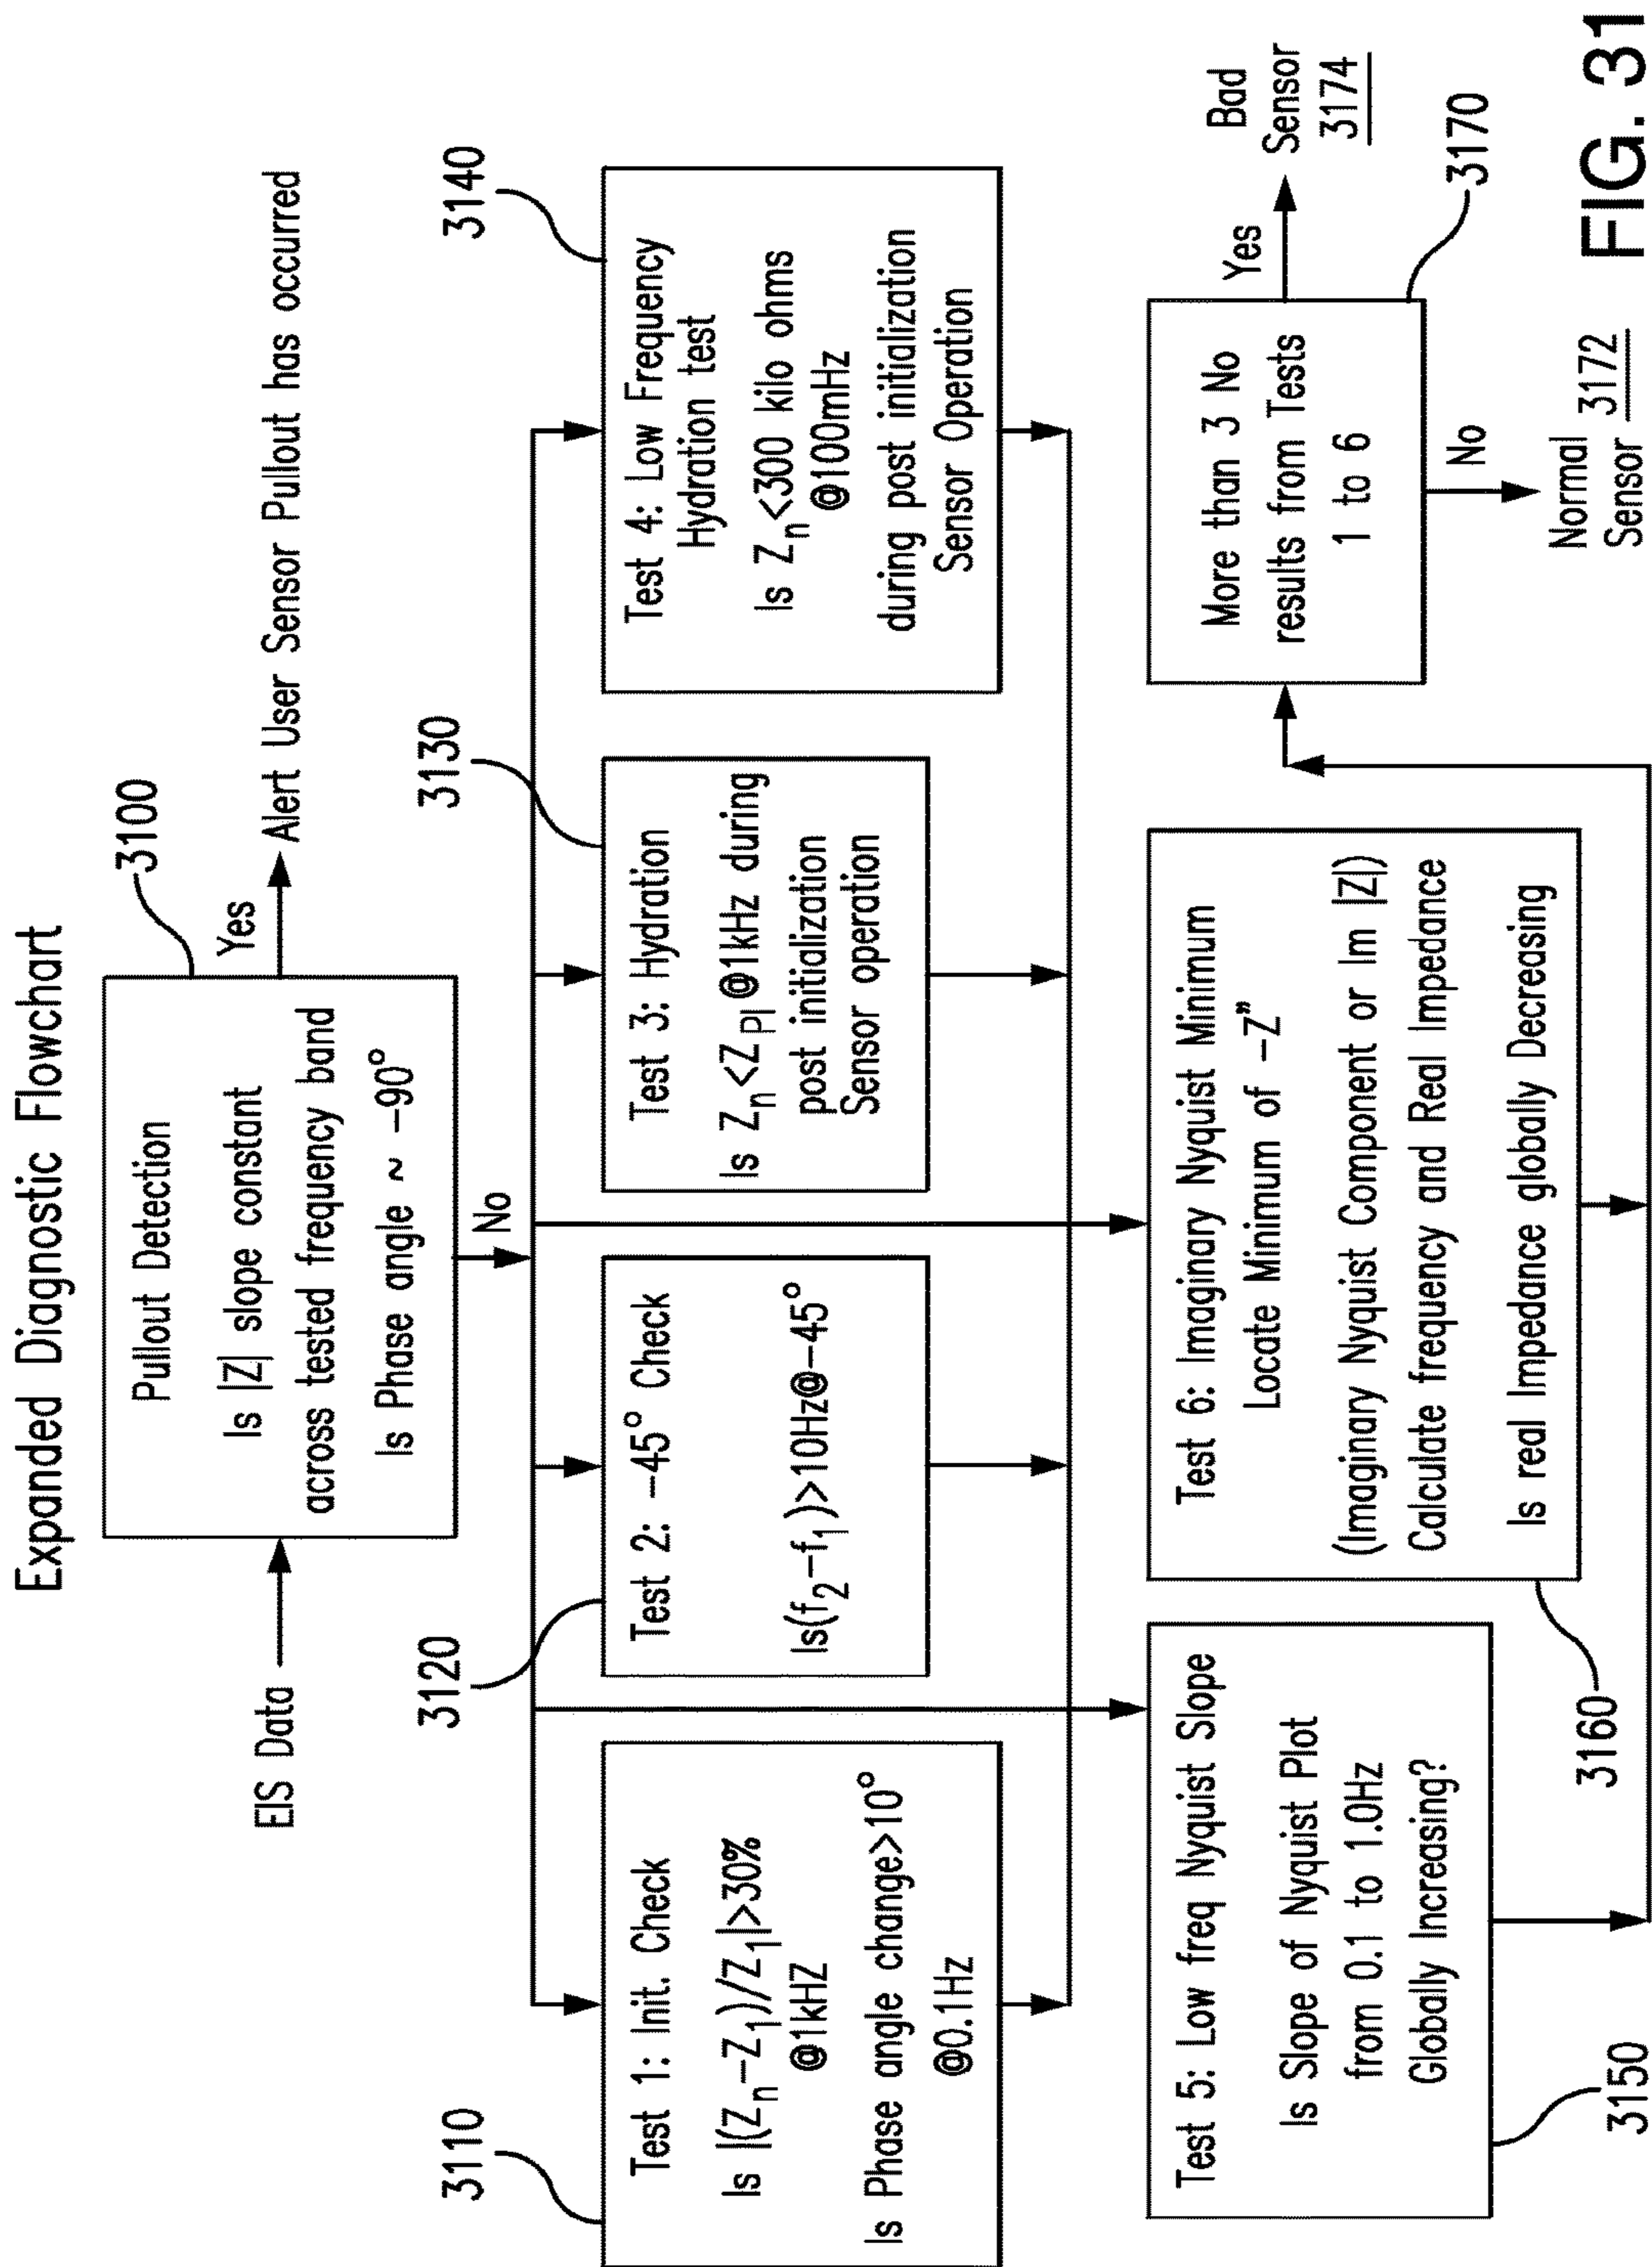 Expanded Diagnostic Flowchart
EIS Data
Pullout Detection
Is |Z| slope constant
across tested frequency band
Is Phase angle ~ -90°
3100
Yes
Alert User Sensor Pullout has occurred
No
3110
Test 1: Init. Check
Is |(Zn-Z1)/Z1|>30%
@1kHZ
Is Phase angle change>10°
@0.1Hz
3120
Test 2: -45° Check
Is(f2-f1)>10Hz@-45°
3130
Test 3: Hydration
Is Zn<ZPI@1kHz during
post initialization
Sensor operation
3140
Test 4: Low Frequency
Hydration test
Is Zn<300 kilo ohms
@100mHz
during post initialization
Sensor Operation
Test 5: Low freq Nyquist Slope
Is Slope of Nyquist Plot
from 0.1 to 1.0Hz
Globally Increasing?
3150
Test 6: Imaginary Nyquist Minimum
Locate Minimum of -Z"
(Imaginary Nyquist Component or Im |Z|)
Calculate frequency and Real Impedance
Is real Impedance globally Decreasing
3160
More than 3 No
results from Tests
1 to 6
3170
Yes
Bad
Sensor
3174
No
Normal
Sensor
3172
FIG. 31